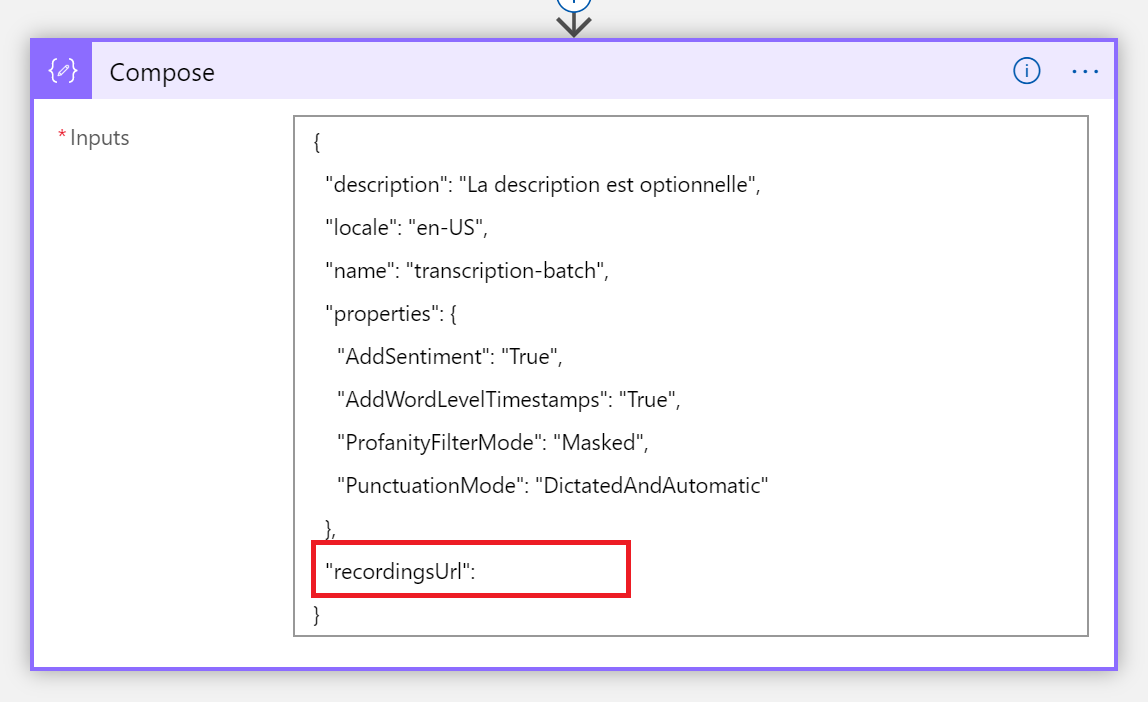 Compose
* Inputs
{
"description": "La description est optionnelle",
"locale": "en-US",
"name": "transcription-batch",
"properties": {
"AddSentiment": "True",
"AddWordLevelTimestamps": "True",
"ProfanityFilterMode": "Masked",
"PunctuationMode": "DictatedAndAutomatic"
},
"recordingsUrl":
}